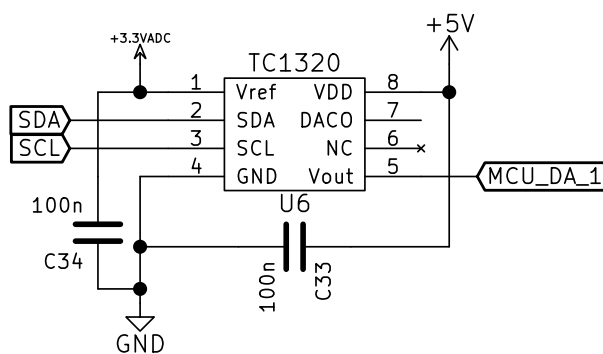 +5V
+3.3VADC
TC1320
1 Vref VDD 8
SDA 2 SDA DACO 7
SCL 3 SCL NC 6
4 GND Vout 5 MCU_DA_1
U6
100n
C34
100n
C33
GND